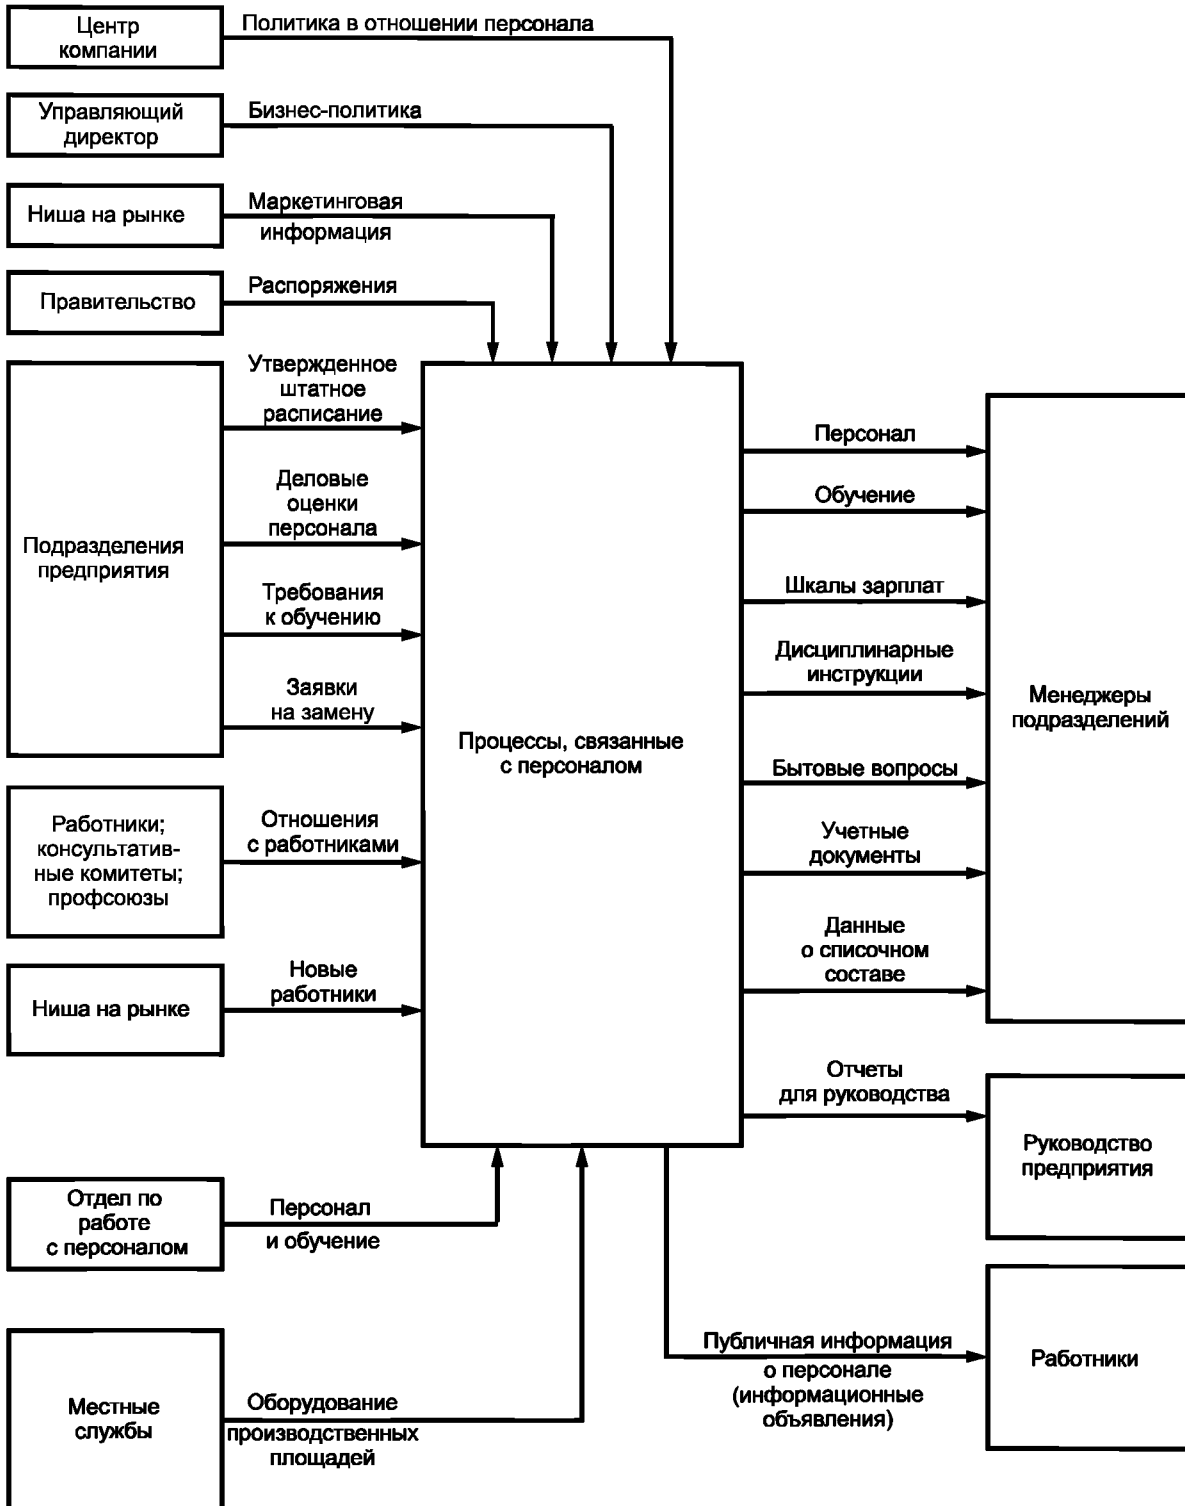 Центр
компании
Политика в отношении персонала
Управляющий
директор
Бизнес-политика
Ниша на рынке
Маркетинговая
информация
Правительство
Распоряжения
Подразделения
предприятия
Утвержденное
штатное
расписание
Деловые
оценки
персонала
Требования
к обучению
Заявки
на замену
Работники;
консультатив-
ные комитеты;
профсоюзы
Отношения
с работниками
Ниша на рынке
Новые
работники
Процессы, связанные
с персоналом
Персонал
Обучение
Шкалы зарплат
Дисциплинарные
инструкции
Бытовые вопросы
Учетные
документы
Данные
о списочном
составе
Менеджеры
подразделений
Отчеты
для руководства
Руководство
предприятия
Отдел по
работе
с персоналом
Персонал
и обучение
Местные
службы
Оборудование
производственных
площадей
Публичная информация
о персонале
(информационные
объявления)
Работники